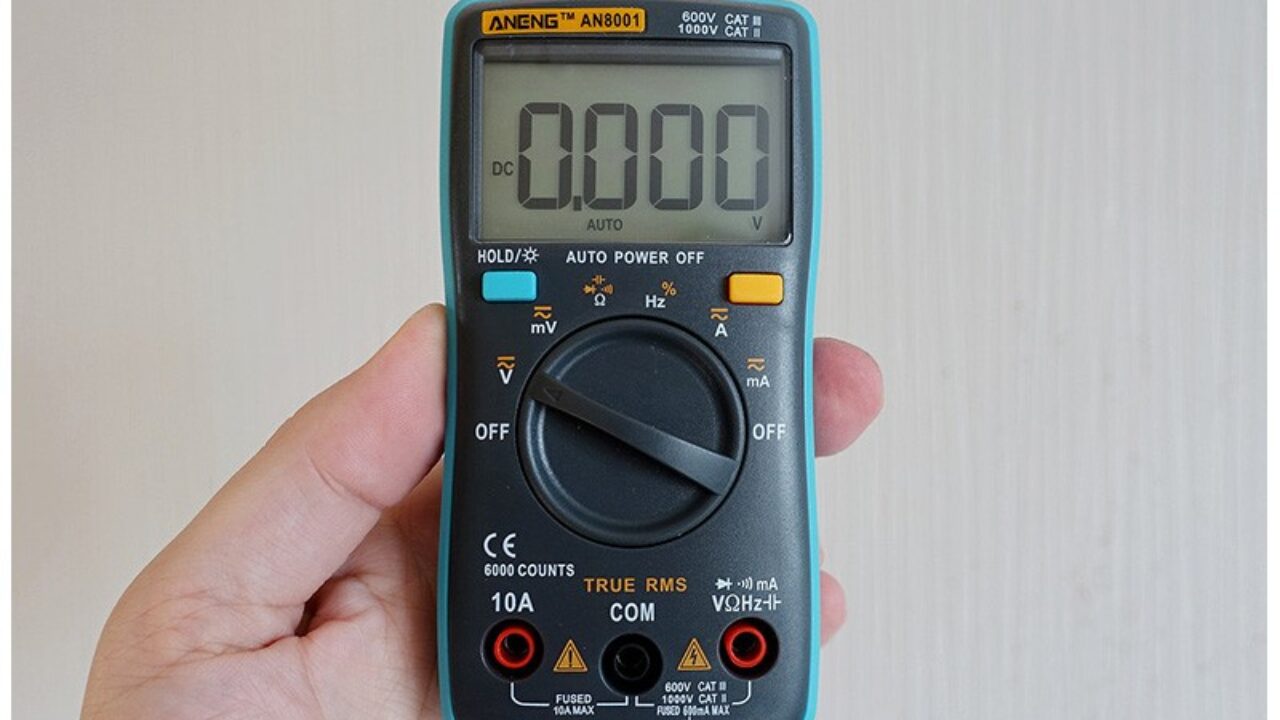 ANENG™ AN8001
600V CAT III
1000V CAT II
DC 0.000
AUTO V
HOLD/☼ AUTO POWER OFF
Ω Hz %
mV A
V mA
OFF OFF
CE
6000 COUNTS
TRUE RMS mA
10A COM VΩHz
FUSED
10A MAX
600V CAT III
1000V CAT II
FUSED 600mA MAX